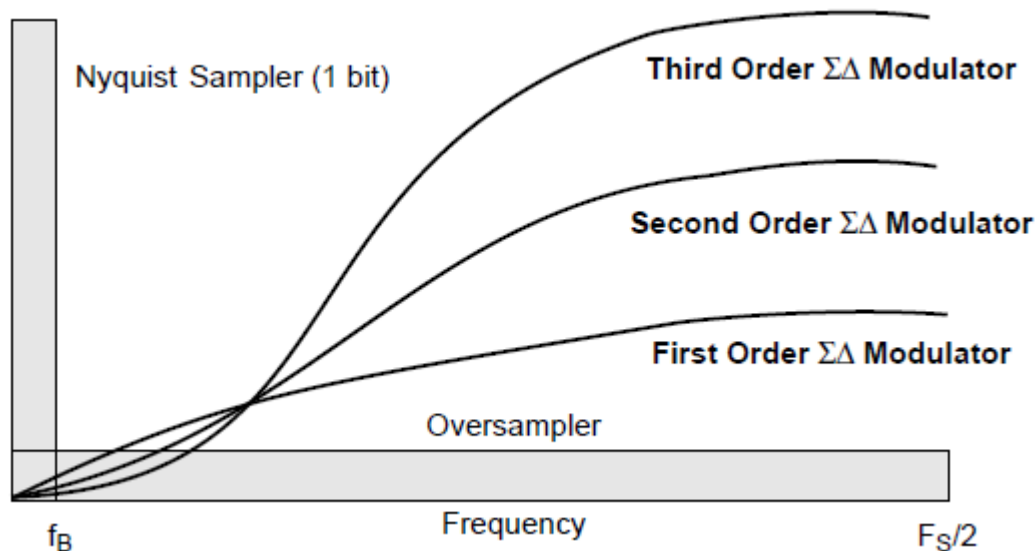 Nyquist Sampler (1 bit)
Third Order ΣΔ Modulator
Second Order ΣΔ Modulator
First Order ΣΔ Modulator
Oversampler
f_B
Frequency
F_S/2